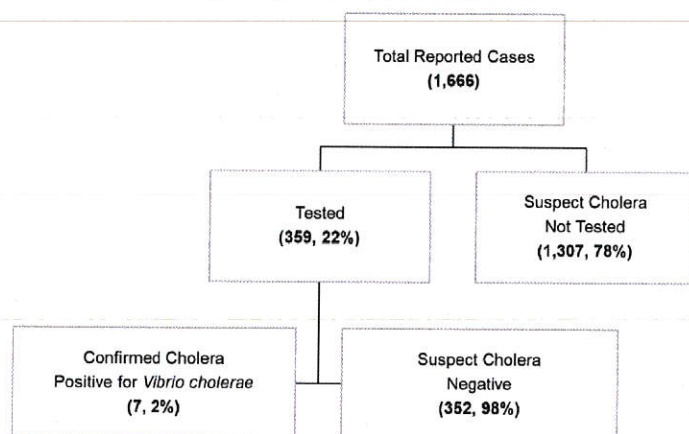 Total Reported Cases
(1,666)
Tested
(359, 22%)
Suspect Cholera
Not Tested
(1,307, 78%)
Confirmed Cholera
Positive for Vibrio cholerae
(7, 2%)
Suspect Cholera
Negative
(352, 98%)